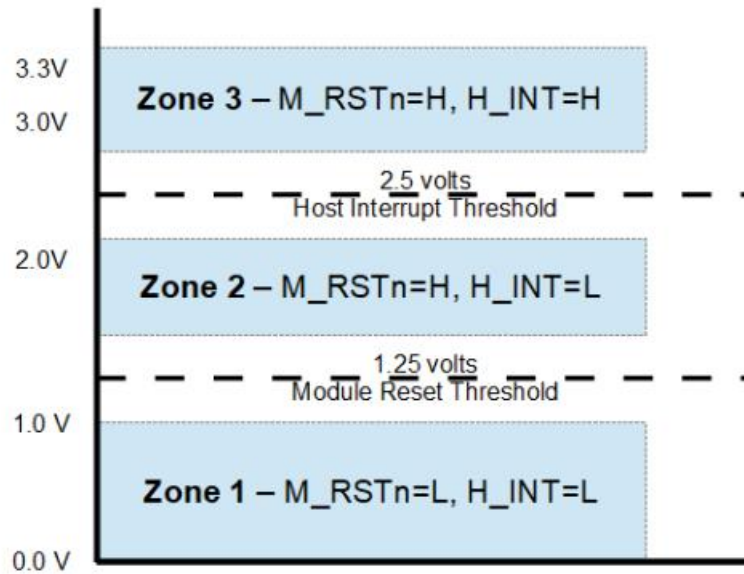 3.3V
Zone 3 – M_RSTn=H, H_INT=H
3.0V
2.5 volts
Host Interrupt Threshold
2.0V
Zone 2 – M_RSTn=H, H_INT=L
1.25 volts
Module Reset Threshold
1.0 V
Zone 1 – M_RSTn=L, H_INT=L
0.0 V